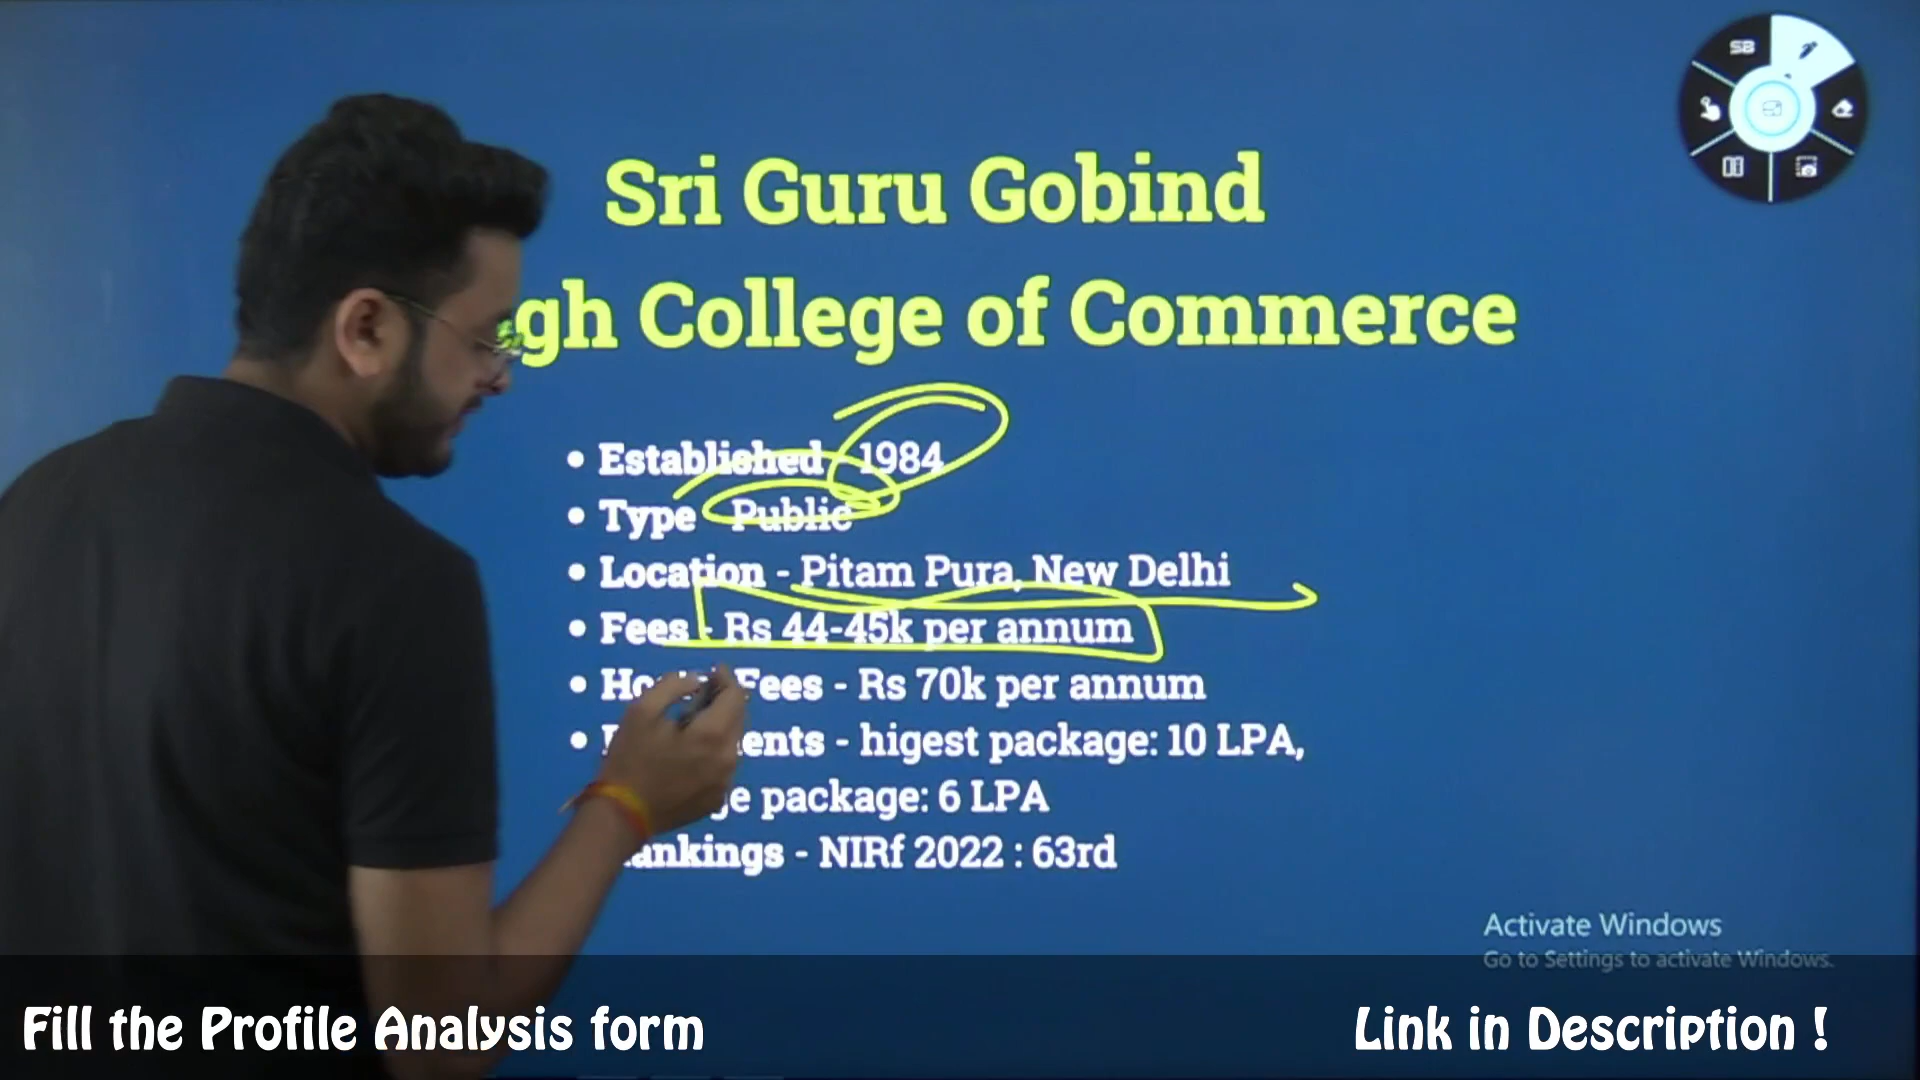 SB
Sri Guru Gobind
gh College of Commerce
• Established 1984
• Type Public
• Location - Pitam Pura, New Delhi
• Fees - Rs 44-45k per annum
• Fees - Rs 70k per annum
• ents - higest package: 10 LPA,
ge package: 6 LPA
ankings - NIRf 2022 : 63rd
Activate Windows
Go to Settings to activate Windows.
Fill the Profile Analysis form
Link in Description !